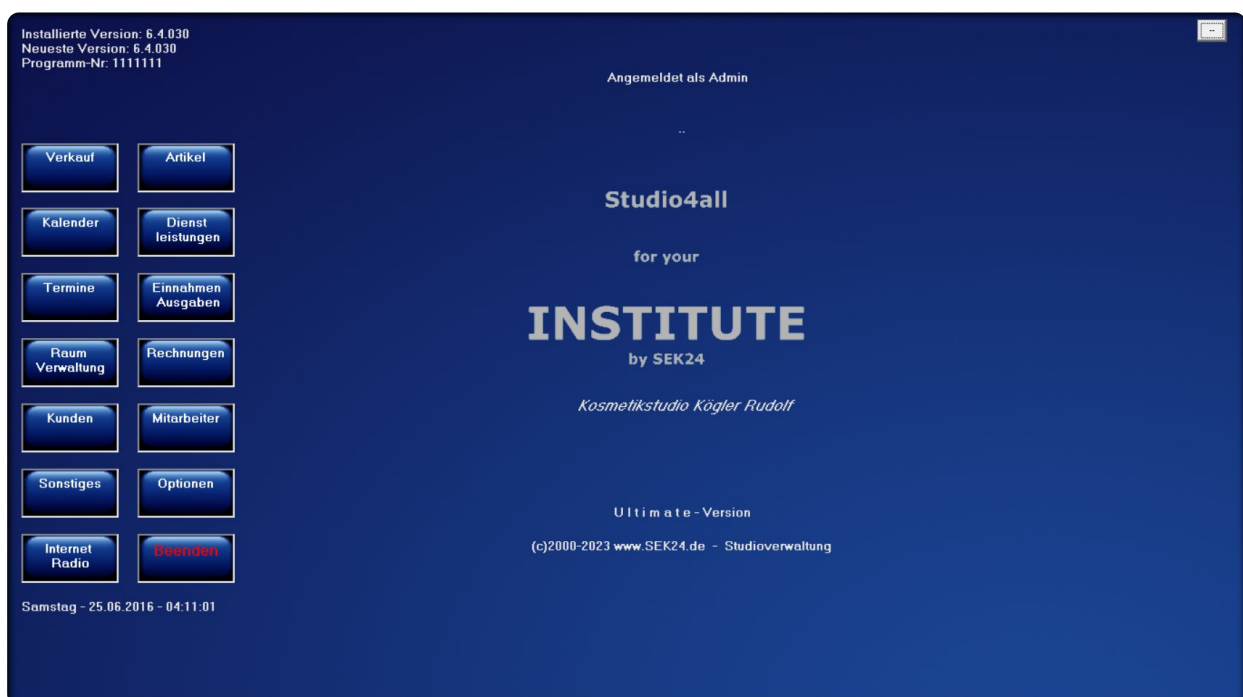 Installierte Version: 6.4.030
Neueste Version: 6.4.030
Programm-Nr: 1111111
--
Angemeldet als Admin
..
Verkauf
Artikel
Kalender
Dienst
leistungen
Termine
Einnahmen
Ausgaben
Raum
Verwaltung
Rechnungen
Kunden
Mitarbeiter
Sonstiges
Optionen
Internet
Radio
Beenden
Samstag - 25.06.2016 - 04:11:01
Studio4all
for your
INSTITUTE
by SEK24
Kosmetikstudio Kögler Rudolf
Ultimate-Version
(c)2000-2023 www.SEK24.de - Studioverwaltung